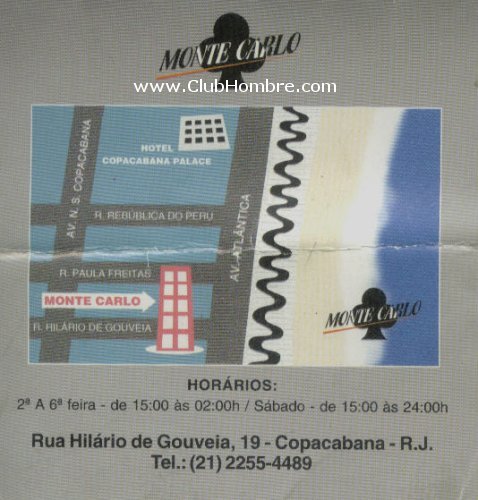 MONTE CARLO
www.ClubHombre.com
HOTEL
COPACABANA PALACE
AV. N. S. COPACABANA
R. REPÚBLICA DO PERU
AV. ATLÂNTICA
R. PAULA FREITAS
MONTE CARLO
R. HILÁRIO DE GOUVEIA
MONTE CARLO
HORÁRIOS:
2ª A 6ª feira - de 15:00 às 02:00h / Sábado - de 15:00 às 24:00h
Rua Hilário de Gouveia, 19 - Copacabana - R.J.
Tel.: (21) 2255-4489